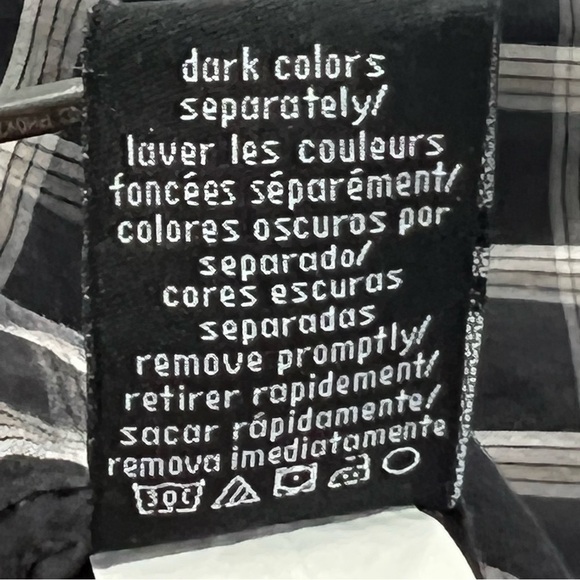 dark colors
separately/
laver les couleurs
foncées séparément/
colores oscuros por
separado/
cores escuras
separadas
remove promptly/
retirer rapidement/
sacar rápidamente/
remova imediatamente
30C